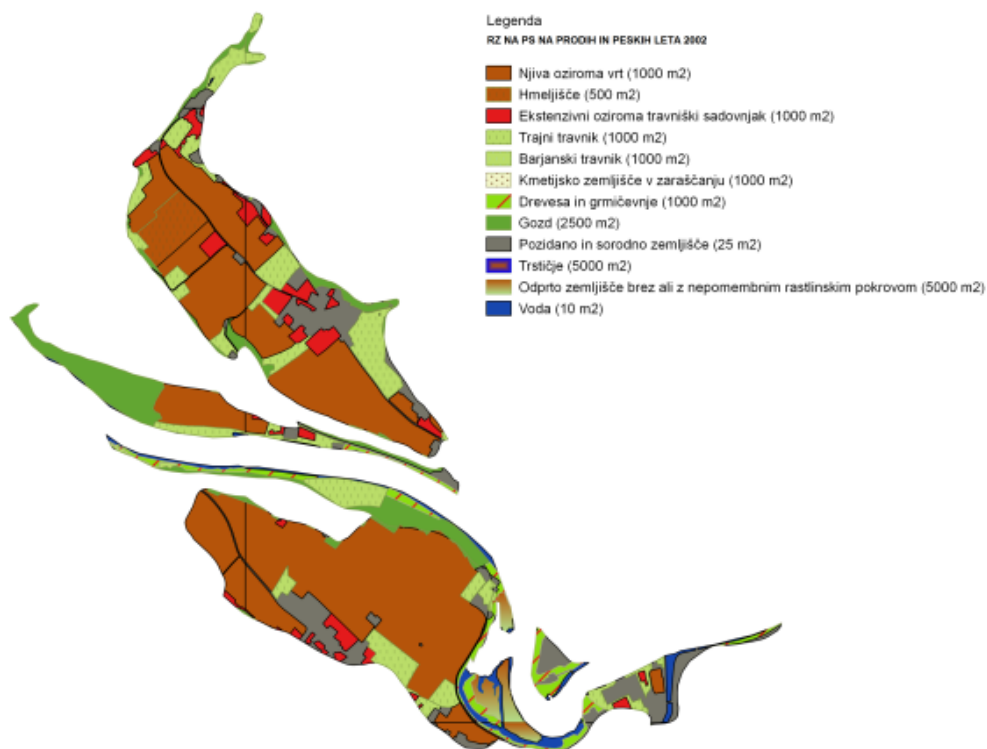 Legenda
RZ NA PS NA PRODIH IN PESKIH LETA 2002
Njiva oziroma vrt (1000 m2)
Hmeljišče (500 m2)
Ekstenzivni oziroma travniški sadovnjak (1000 m2)
Trajni travnik (1000 m2)
Barjanski travnik (1000 m2)
Kmetijsko zemljišče v zaraščanju (1000 m2)
Drevesa in grmičevnje (1000 m2)
Gozd (2500 m2)
Pozidano in sorodno zemljišče (25 m2)
Trstičje (5000 m2)
Odprto zemljišče brez ali z nepomembnim rastlinskim pokrovom (5000 m2)
Voda (10 m2)